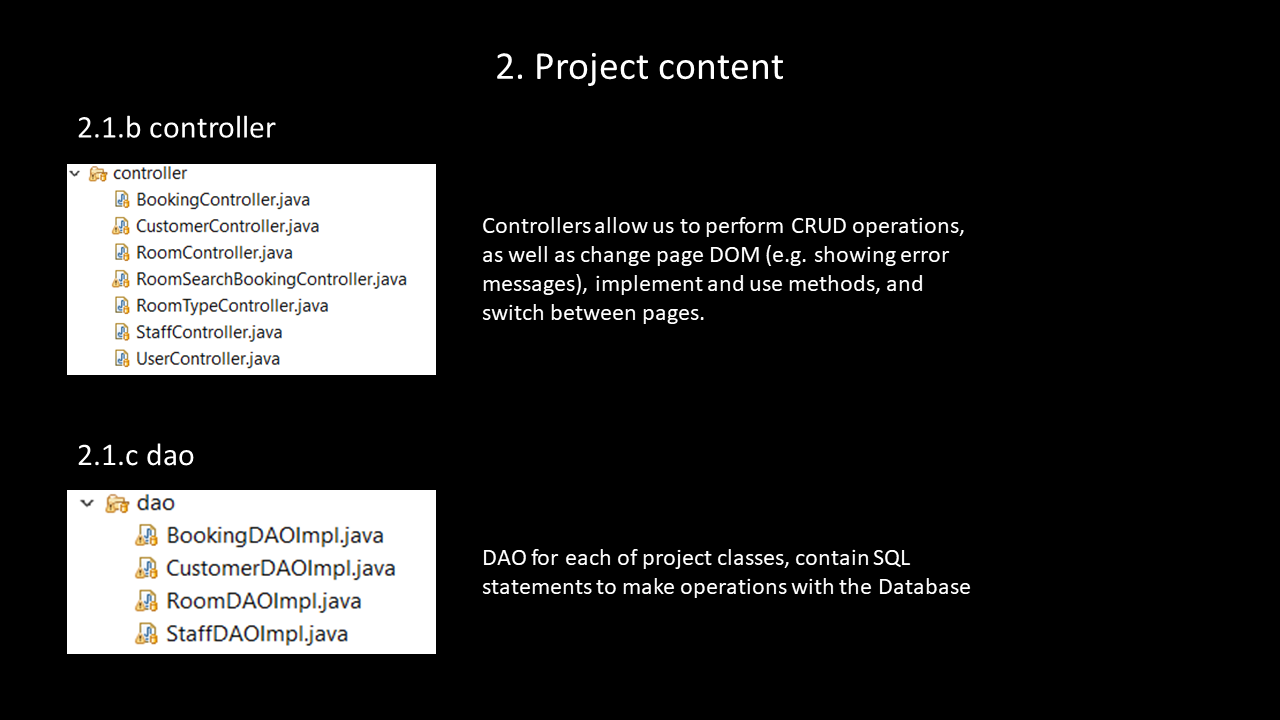 2. Project content
2.1.b controller
controller
BookingController.java
CustomerController.java
RoomController.java
RoomSearchBookingController.java
RoomTypeController.java
StaffController.java
UserController.java
Controllers allow us to perform CRUD operations,
as well as change page DOM (e.g. showing error
messages), implement and use methods, and
switch between pages.
2.1.c dao
dao
BookingDAOImpl.java
CustomerDAOImpl.java
RoomDAOImpl.java
StaffDAOImpl.java
DAO for each of project classes, contain SQL
statements to make operations with the Database